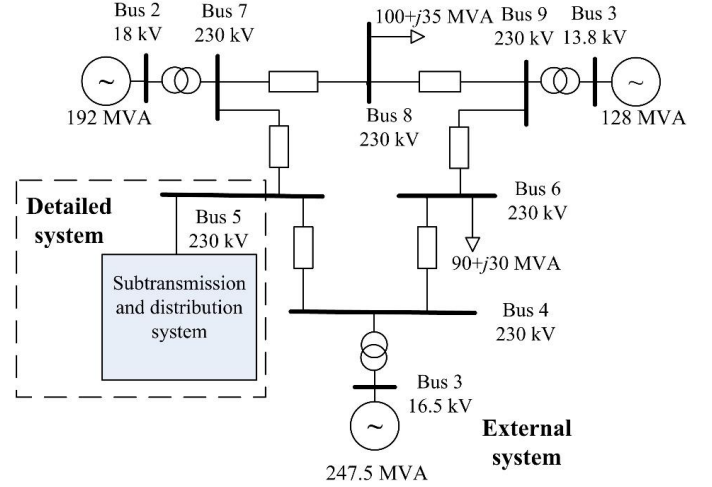 Bus 2
18 kV
Bus 7
230 kV
100+j35 MVA
Bus 9
230 kV
Bus 3
13.8 kV
~
~
192 MVA
Bus 8
230 kV
128 MVA
Detailed
system
Bus 5
230 kV
Bus 6
230 kV
90+j30 MVA
Subtransmission
and distribution
system
Bus 4
230 kV
Bus 3
16.5 kV
~
External
system
247.5 MVA